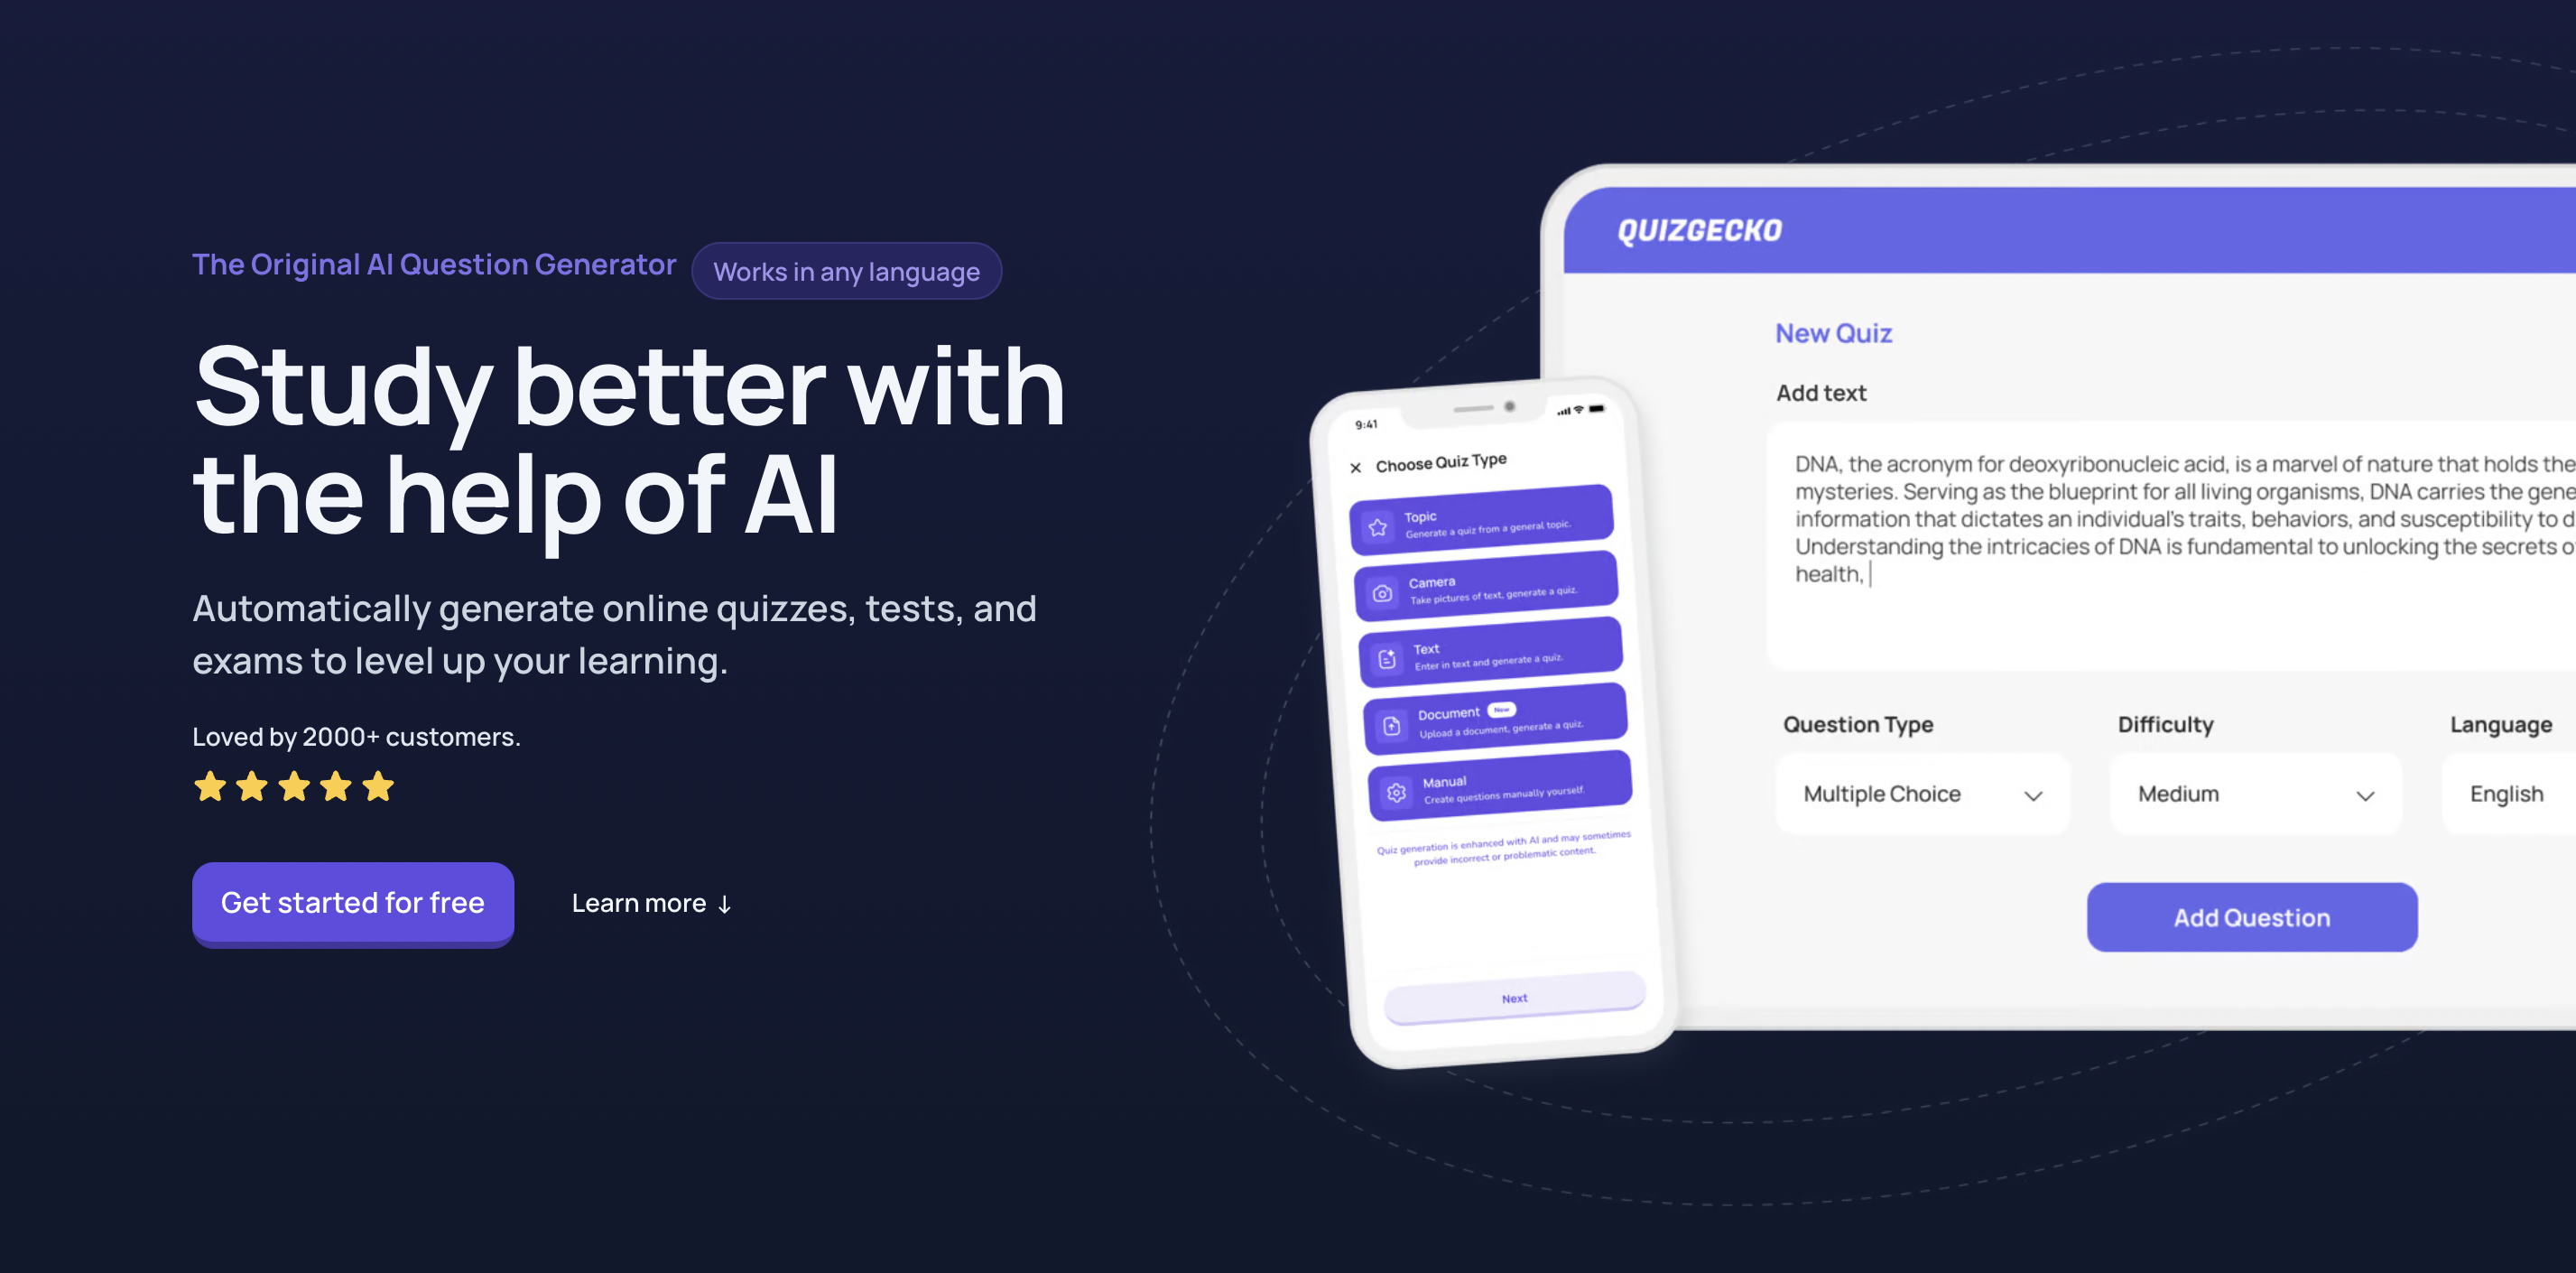 The Original AI Question Generator
Works in any language
Study better with
the help of AI
Automatically generate online quizzes, tests, and
exams to level up your learning.
Loved by 2000+ customers.
Get started for free
Learn more ↓
9:41
Choose Quiz Type
Topic
Generate a quiz from a general topic.
Camera
Take pictures of text, generate a quiz.
Text
Enter in text and generate a quiz.
Document New
Upload a document, generate a quiz.
Manual
Create questions manually yourself.
Quiz generation is enhanced with AI and may sometimes
provide incorrect or problematic content.
Next
QUIZGECKO
New Quiz
Add text
DNA, the acronym for deoxyribonucleic acid, is a marvel of nature that holds the
mysteries. Serving as the blueprint for all living organisms, DNA carries the gene
information that dictates an individual's traits, behaviors, and susceptibility to d
Understanding the intricacies of DNA is fundamental to unlocking the secrets o
health,
Question Type
Difficulty
Language
Multiple Choice
Medium
English
Add Question